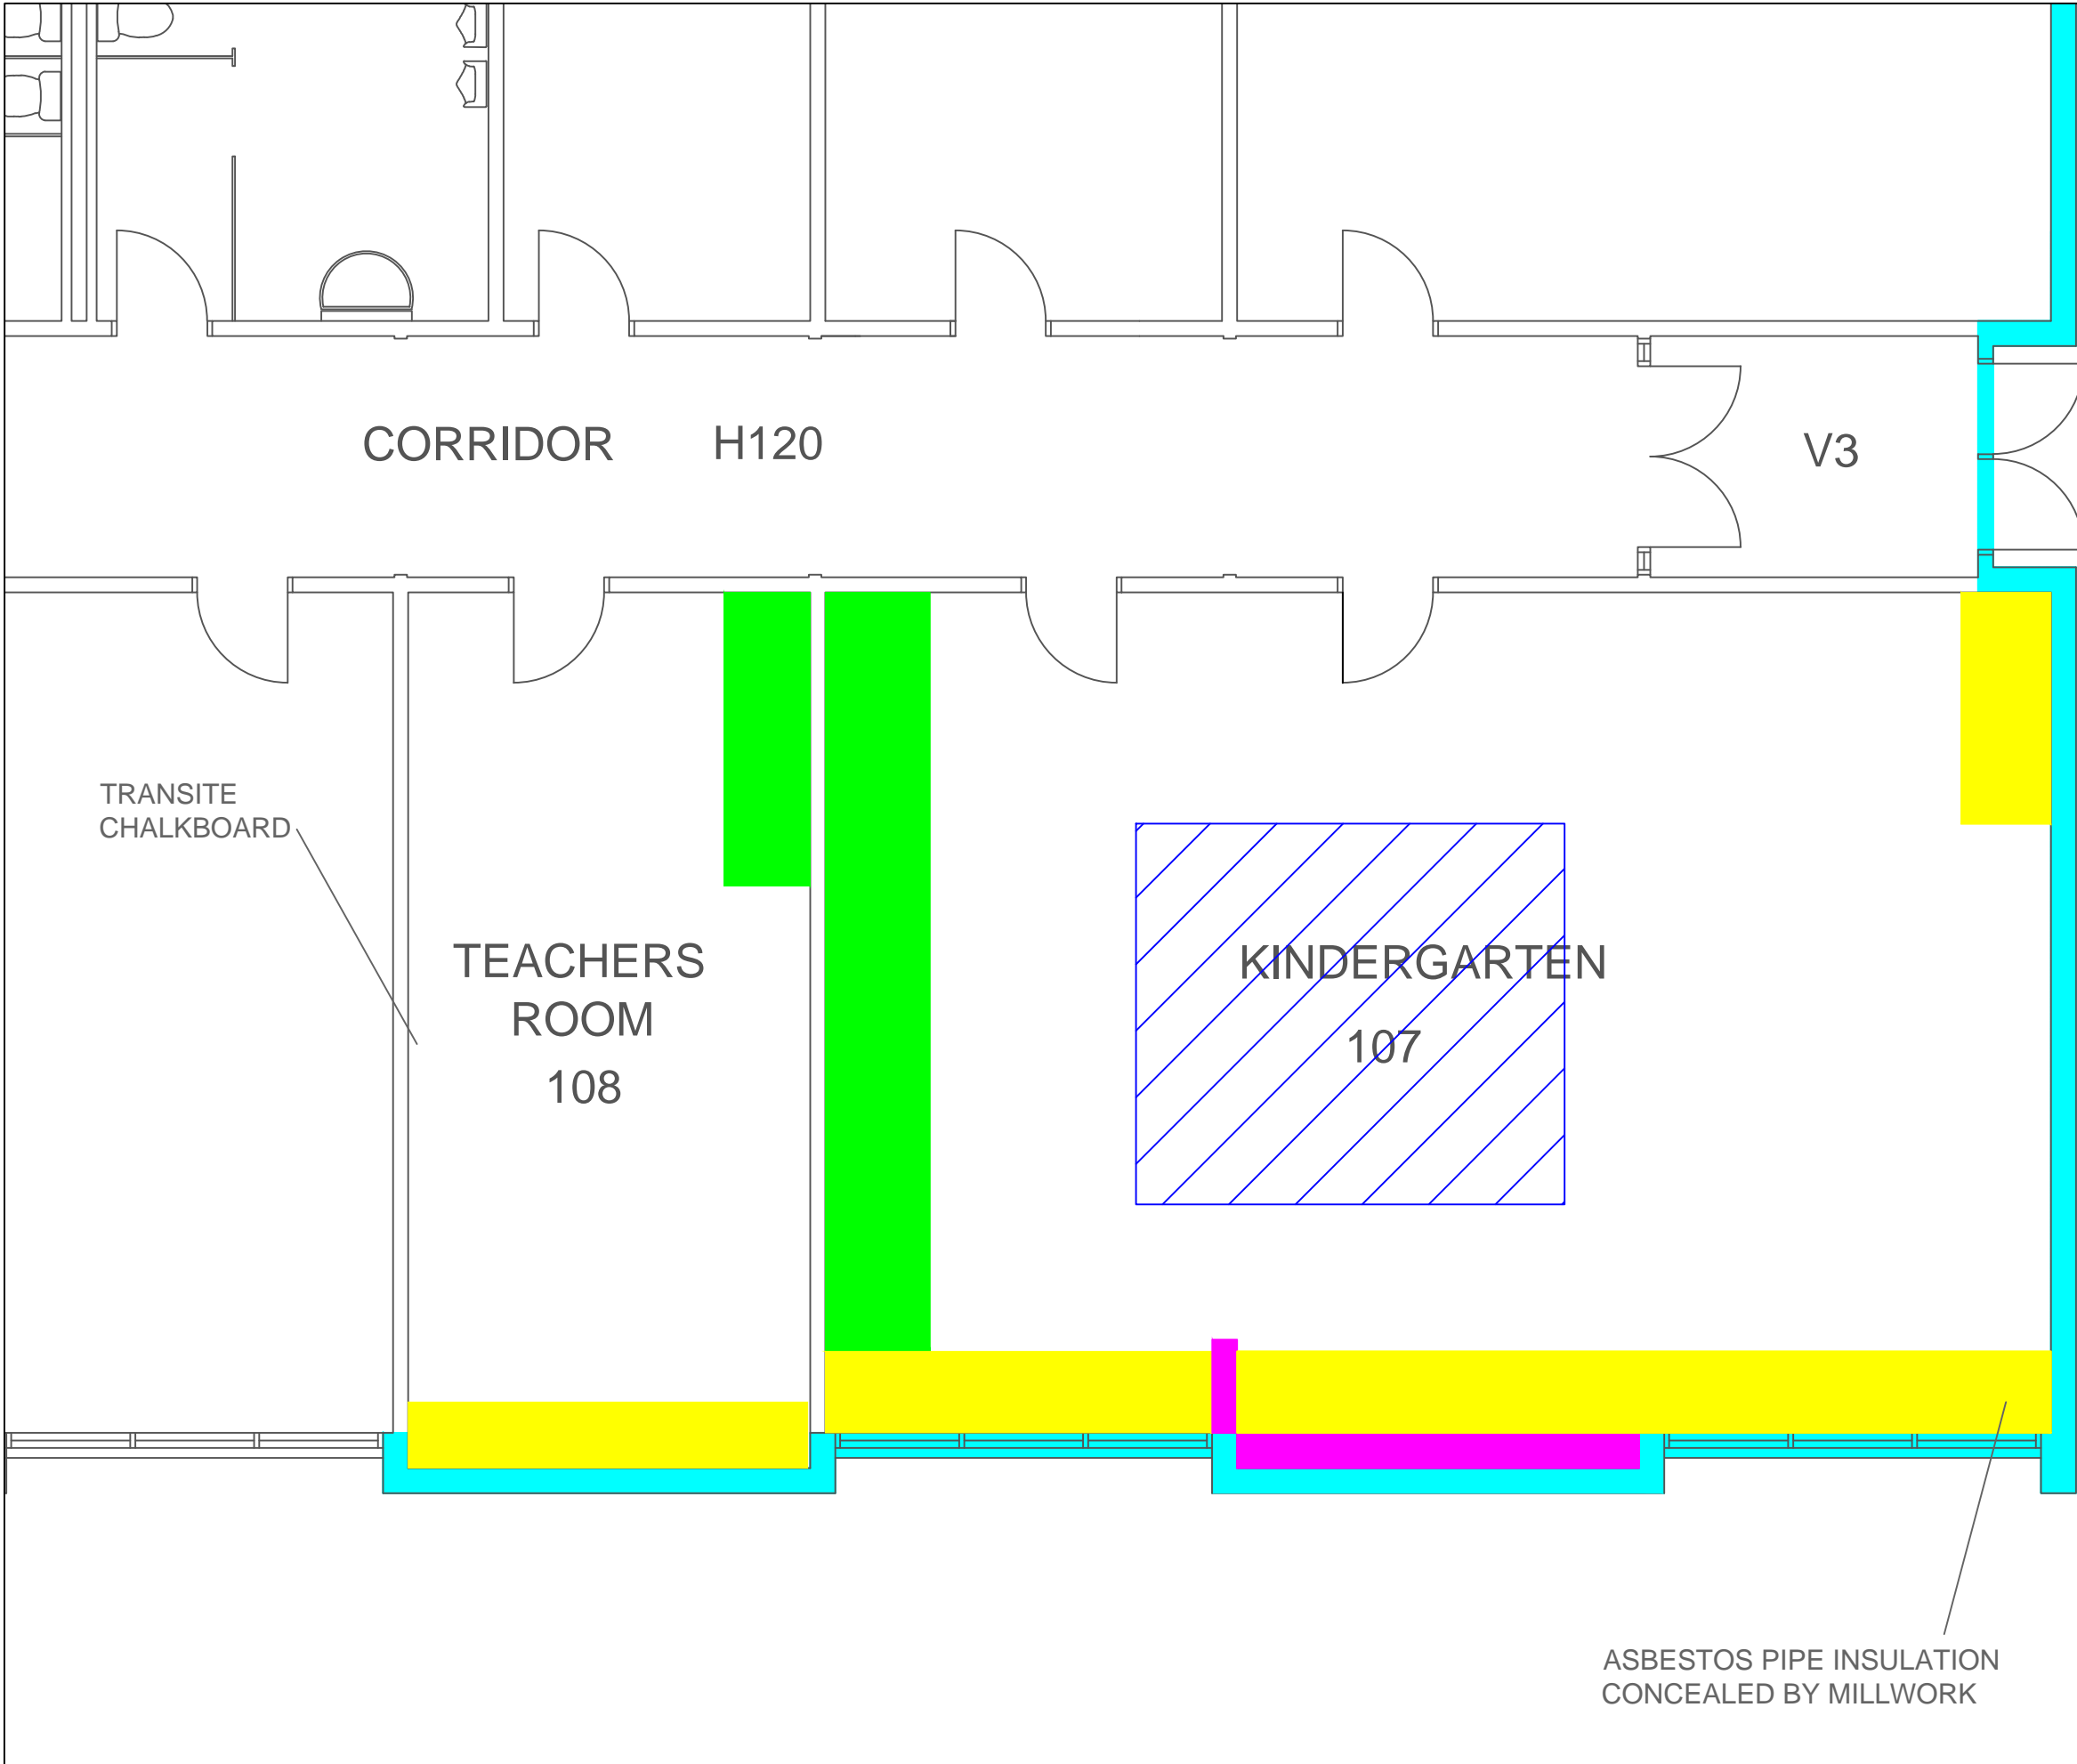 CORRIDOR H120
V3
TRANSITE
CHALKBOARD
TEACHERS
ROOM
108
KINDERGARTEN
107
ASBESTOS PIPE INSULATION
CONCEALED BY MILLWORK